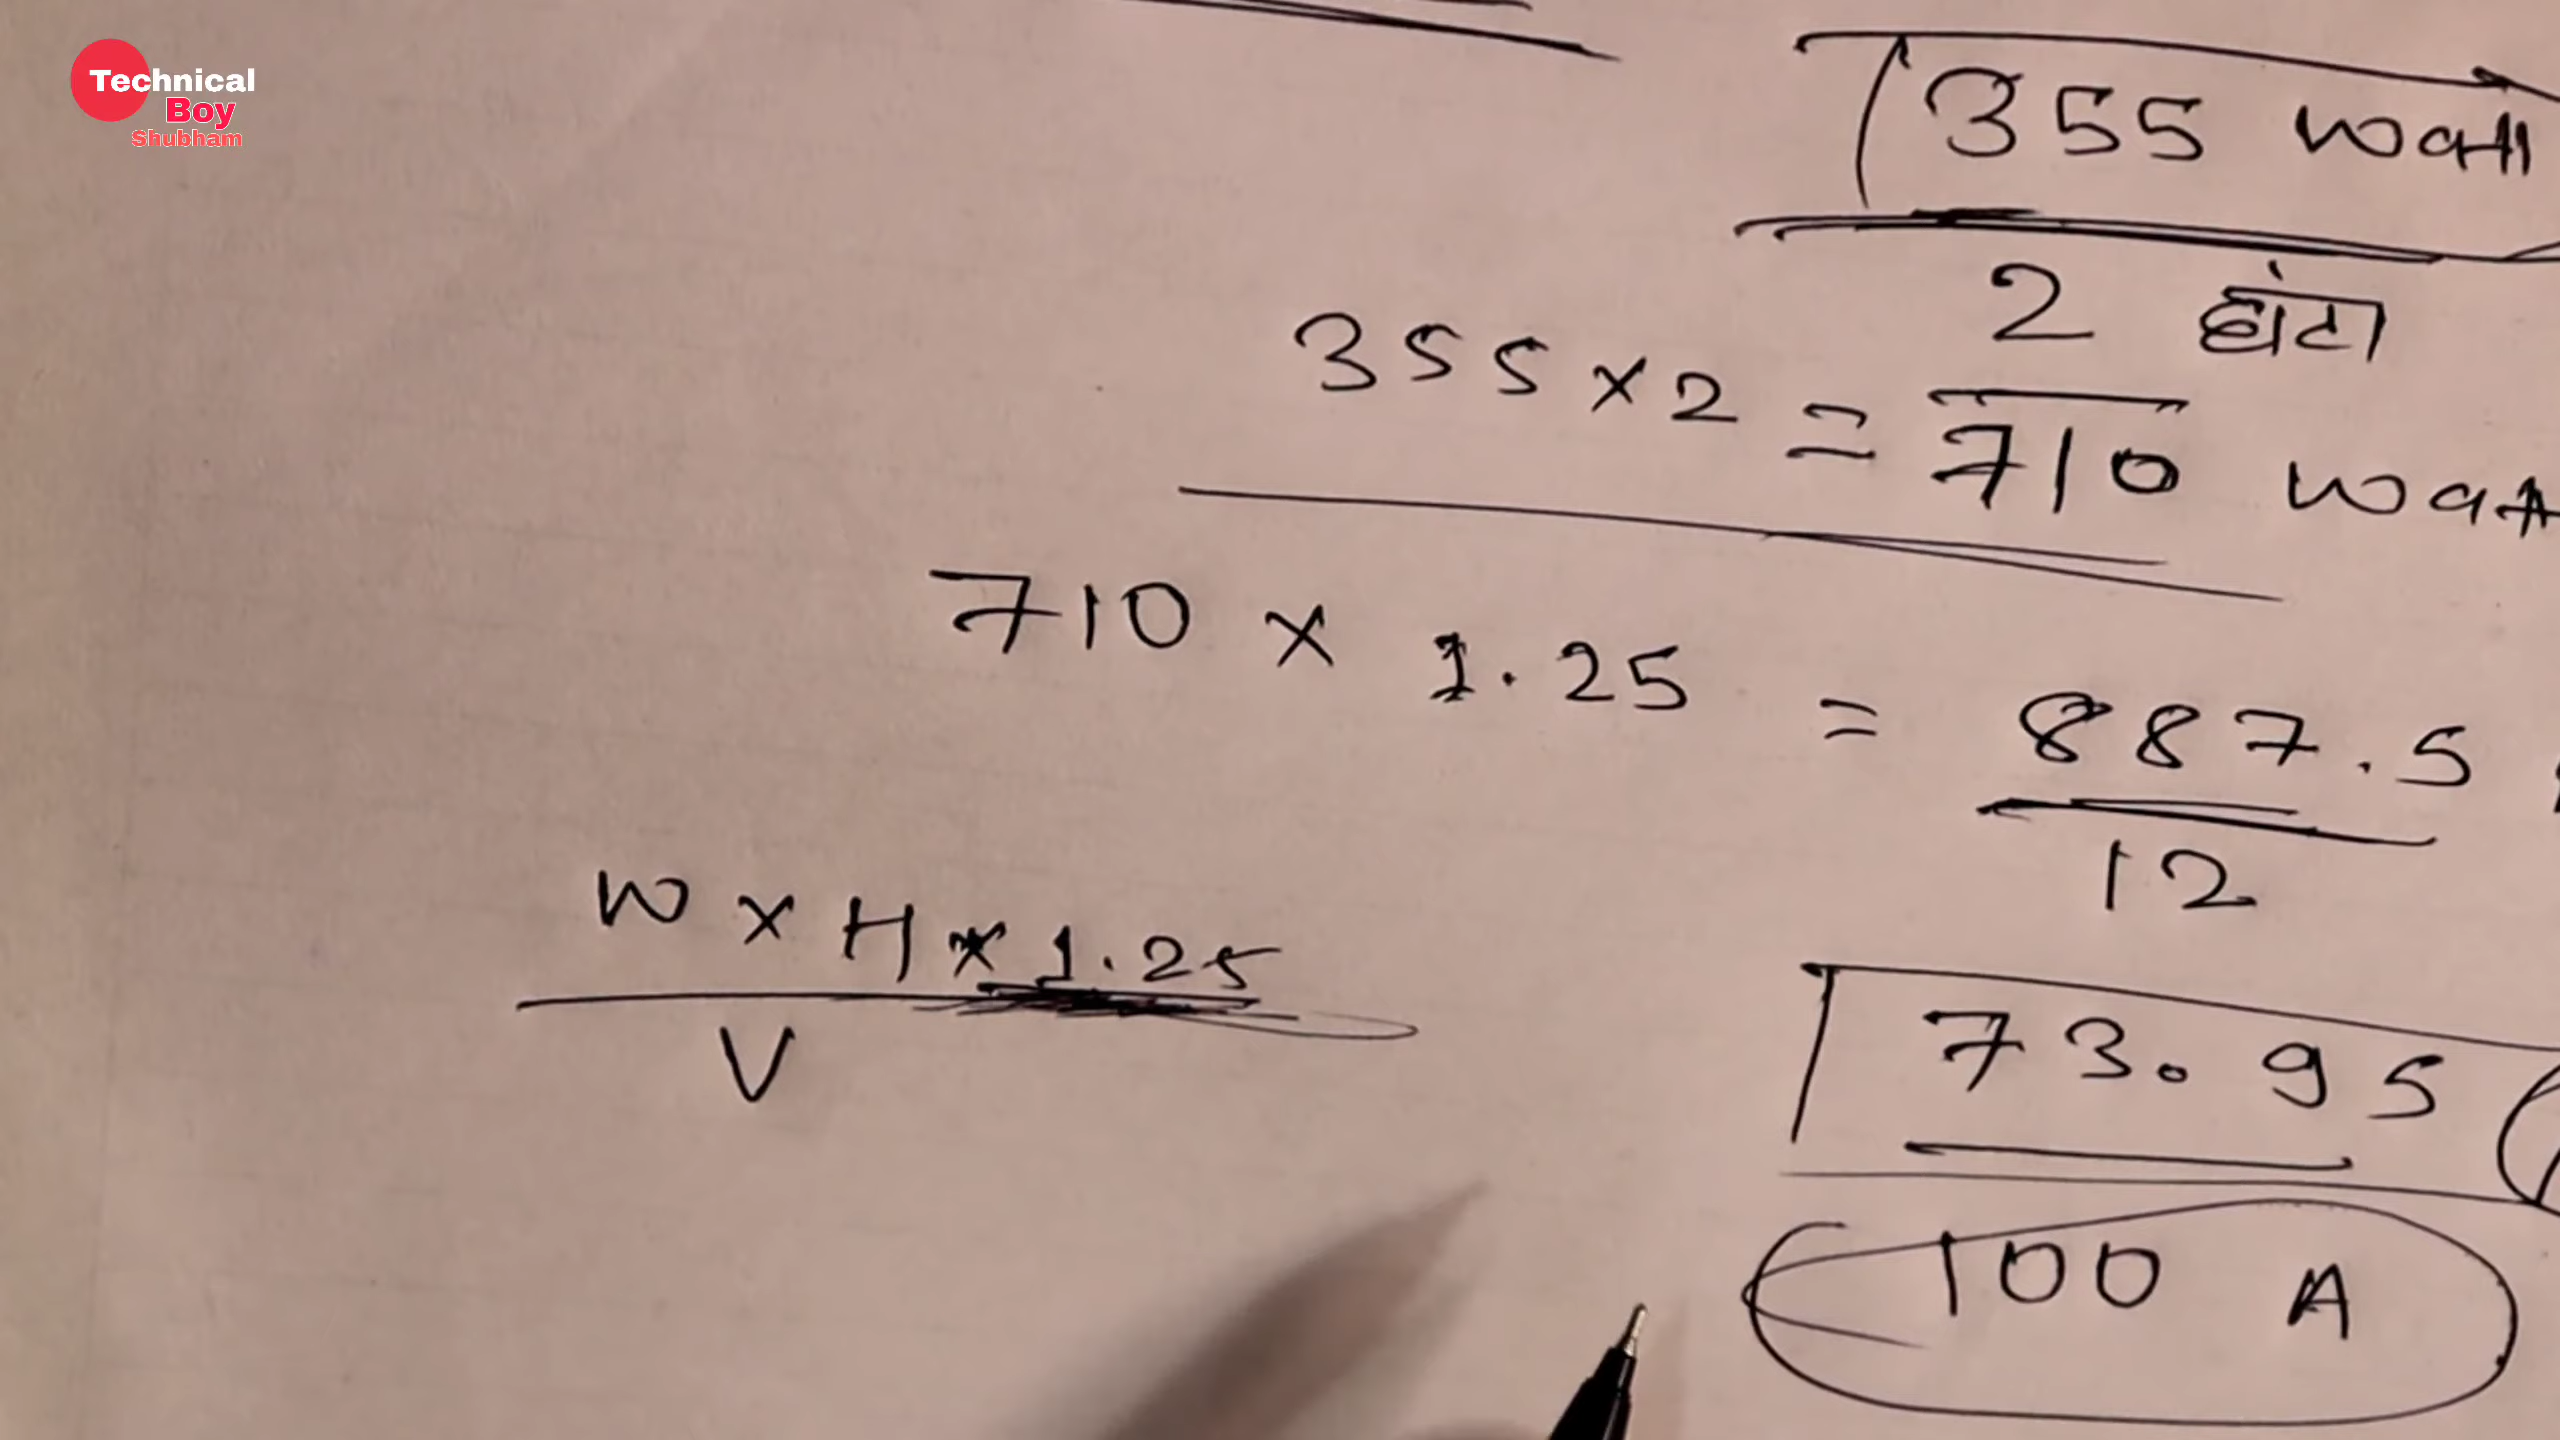 Technical
Boy
Shubham
355 watt
2 घंटा
355 × 2 = 710 watt
710 × 1.25 = 887.5
12
W × H × 1.25
V
73.95
100 A